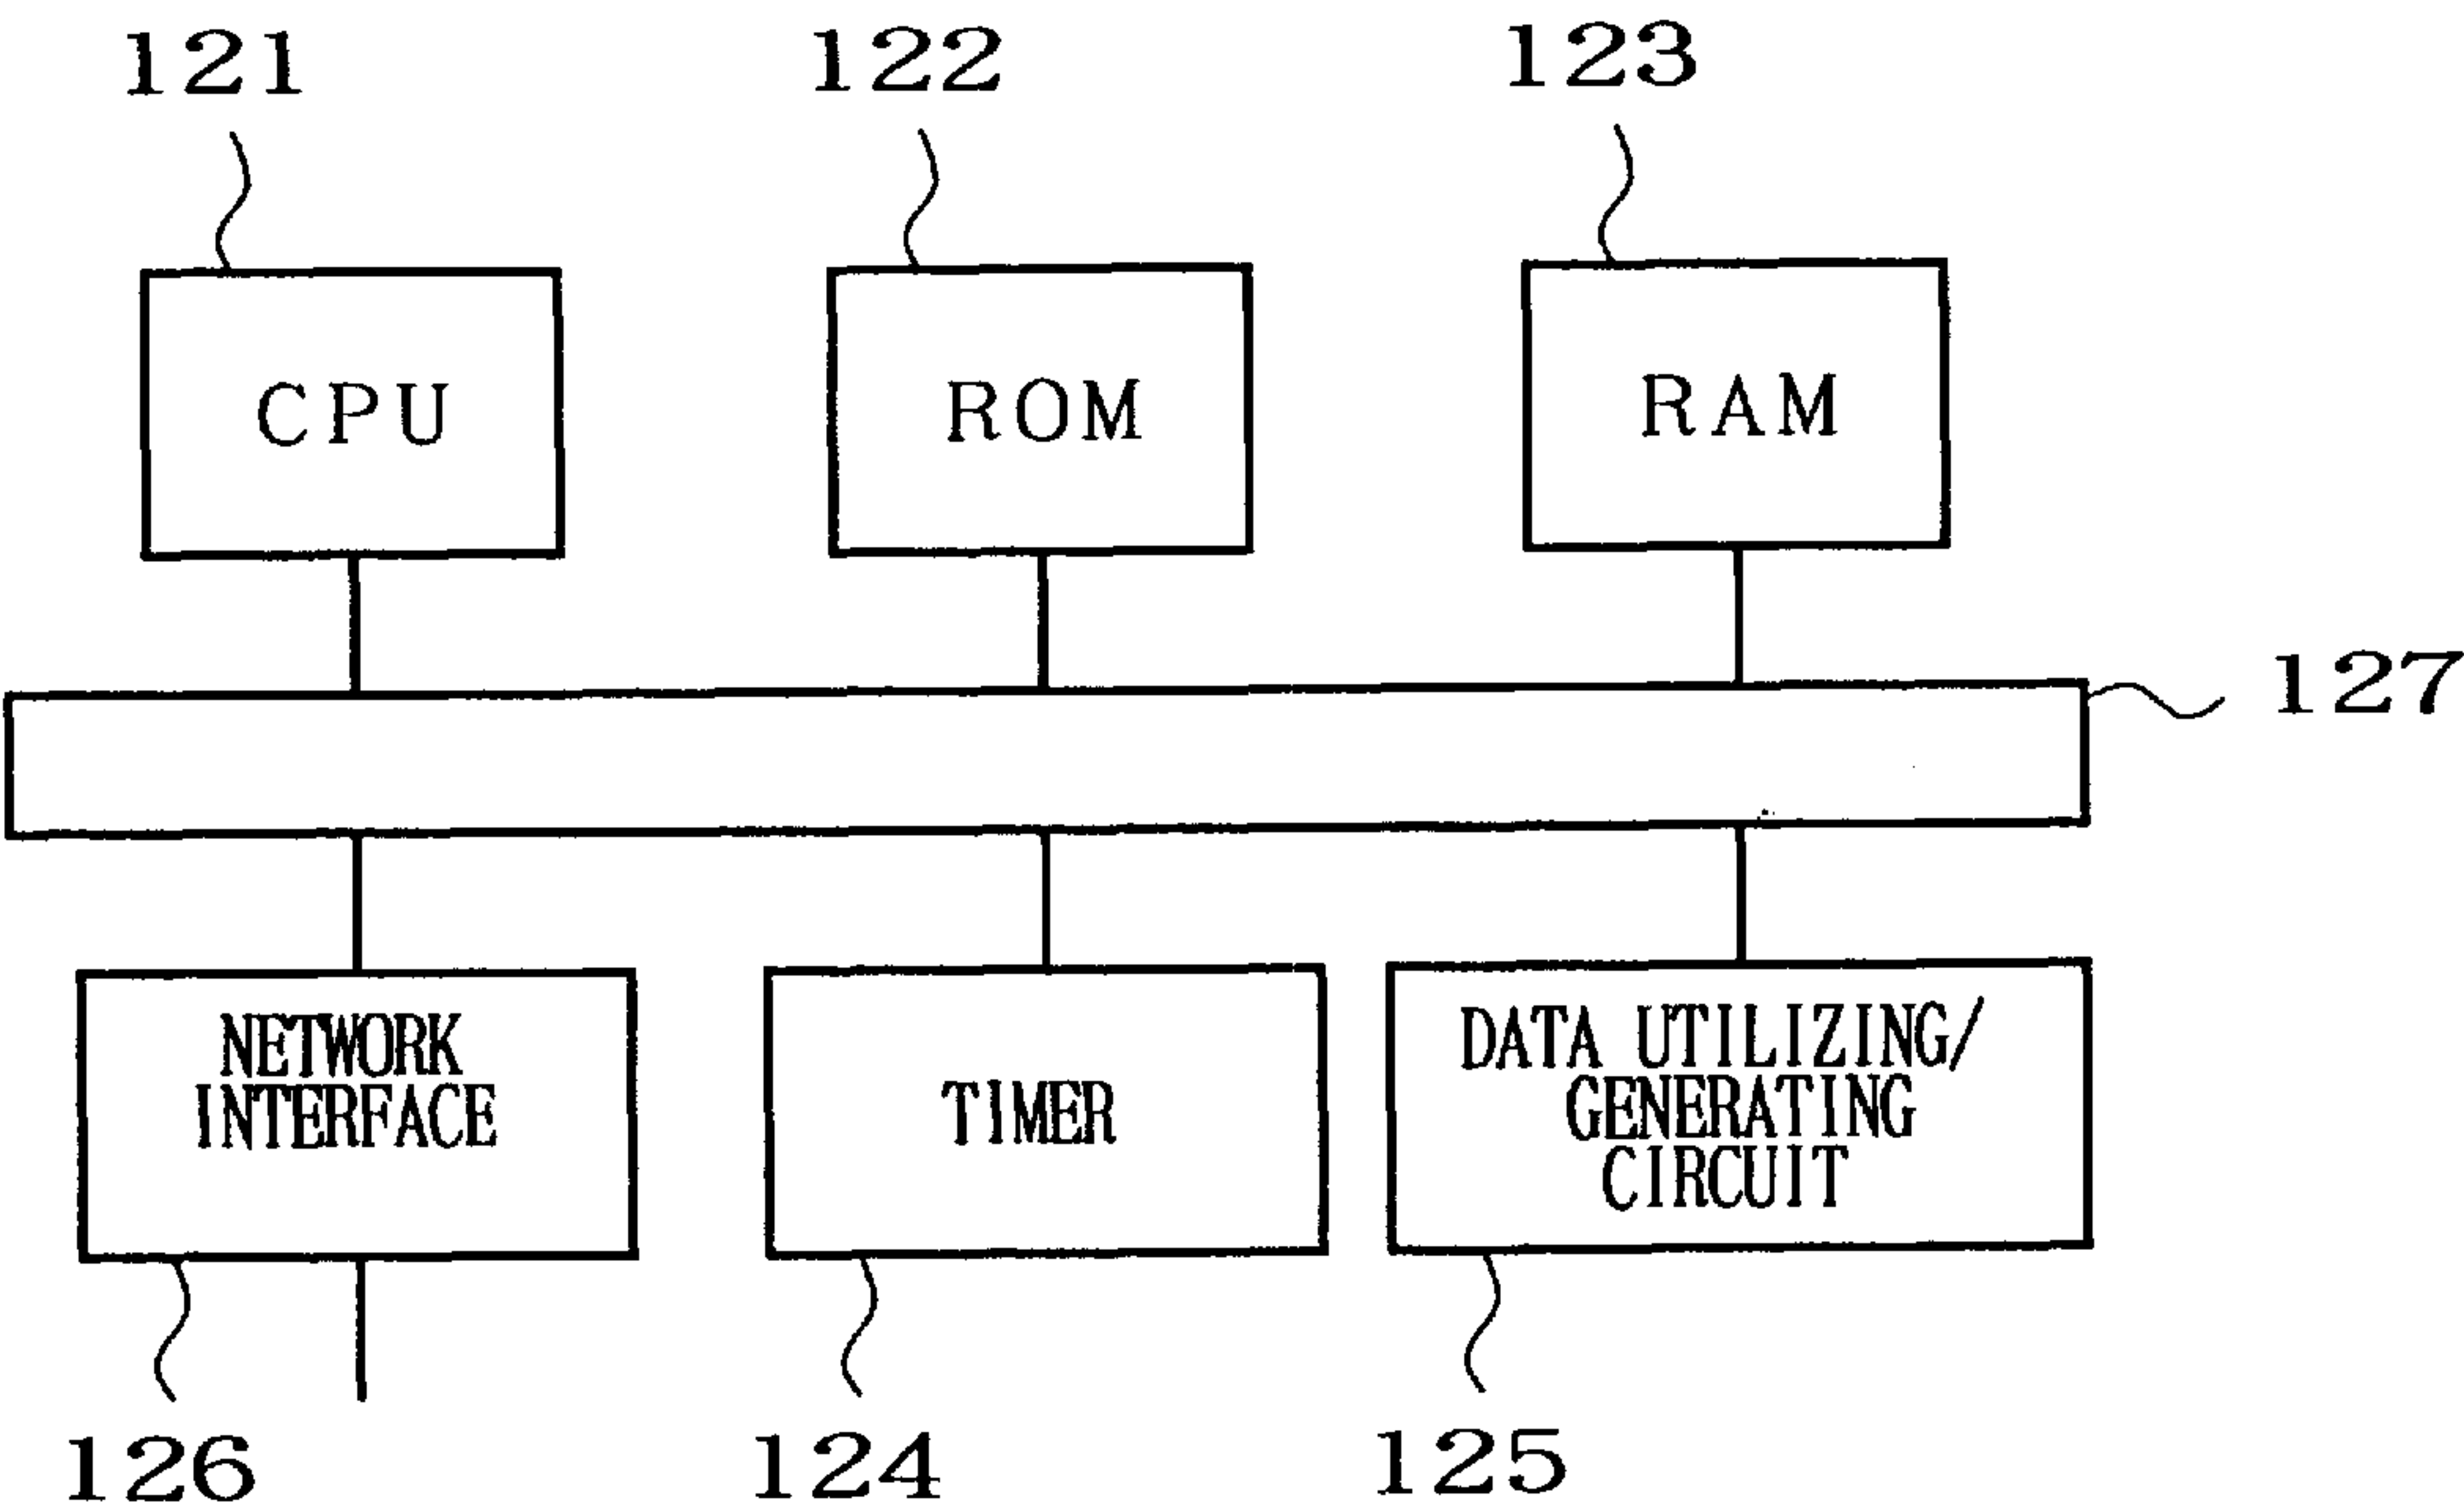 121
122
123
CPU
ROM
RAM
127
NETWORK
INTERFACE
TIMER
DATA UTILIZING/
GENERATING
CIRCUIT
126
124
125